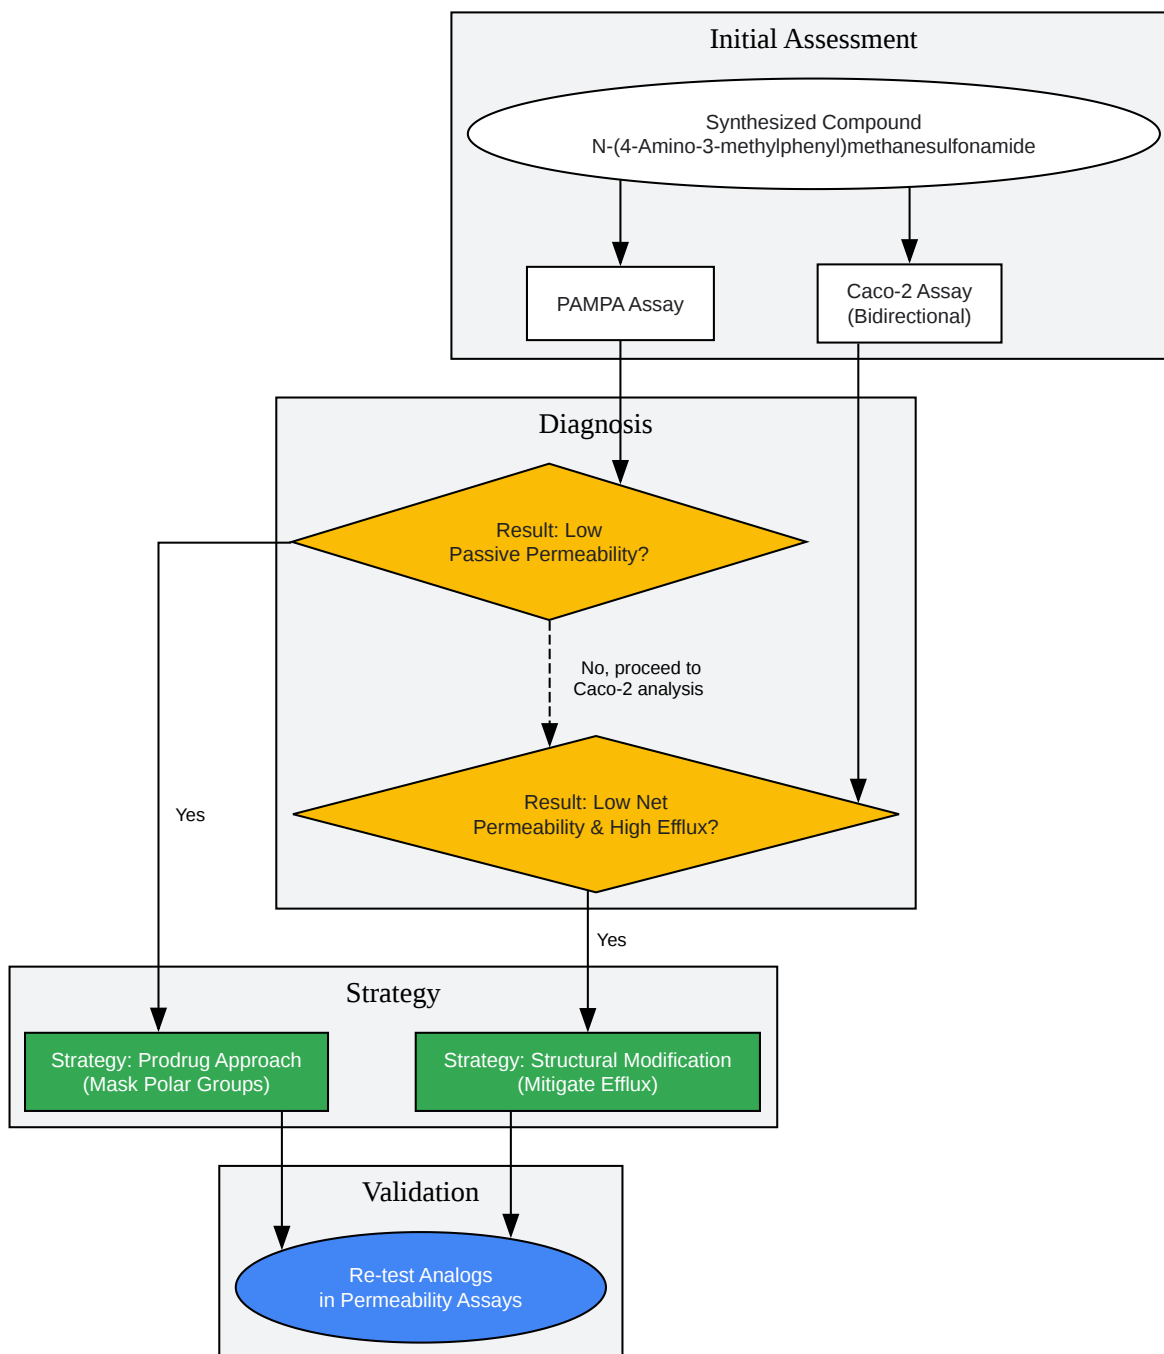 Initial Assessment
Synthesized Compound
N-(4-Amino-3-methylphenyl)methanesulfonamide
PAMPA Assay
Caco-2 Assay
(Bidirectional)
Diagnosis
Result: Low
Passive Permeability?
No, proceed to
Caco-2 analysis
Result: Low Net
Permeability & High Efflux?
Yes
Yes
Strategy
Strategy: Prodrug Approach
(Mask Polar Groups)
Strategy: Structural Modification
(Mitigate Efflux)
Validation
Re-test Analogs
in Permeability Assays